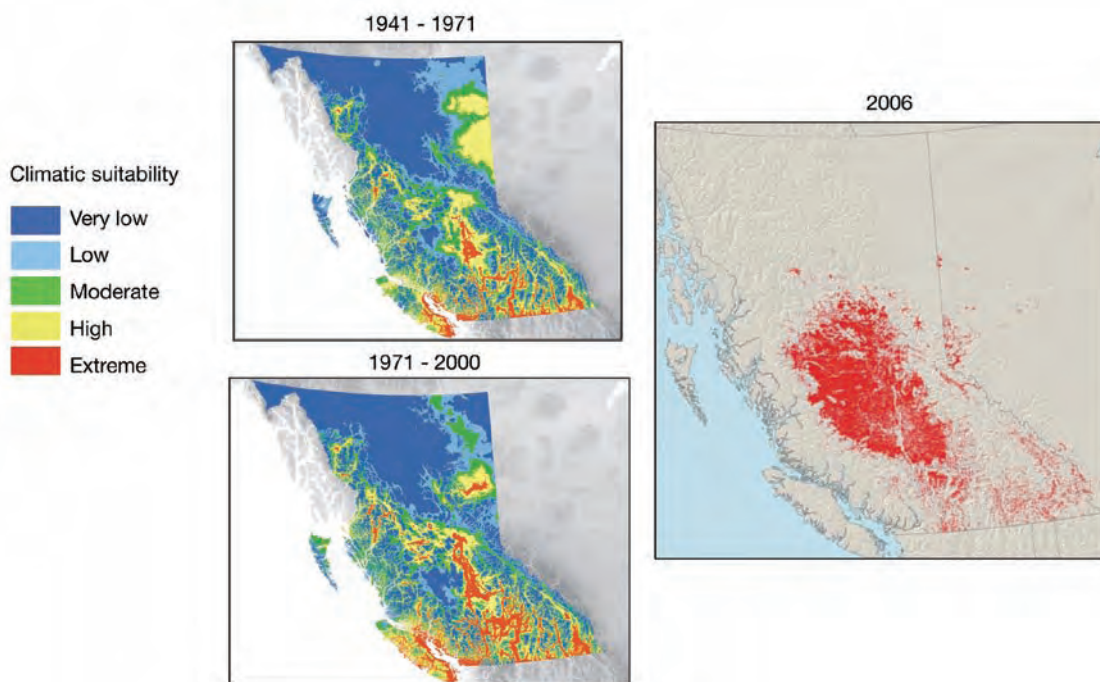 1941 - 1971
2006
Climatic suitability
Very low
Low
Moderate
High
Extreme
1971 - 2000